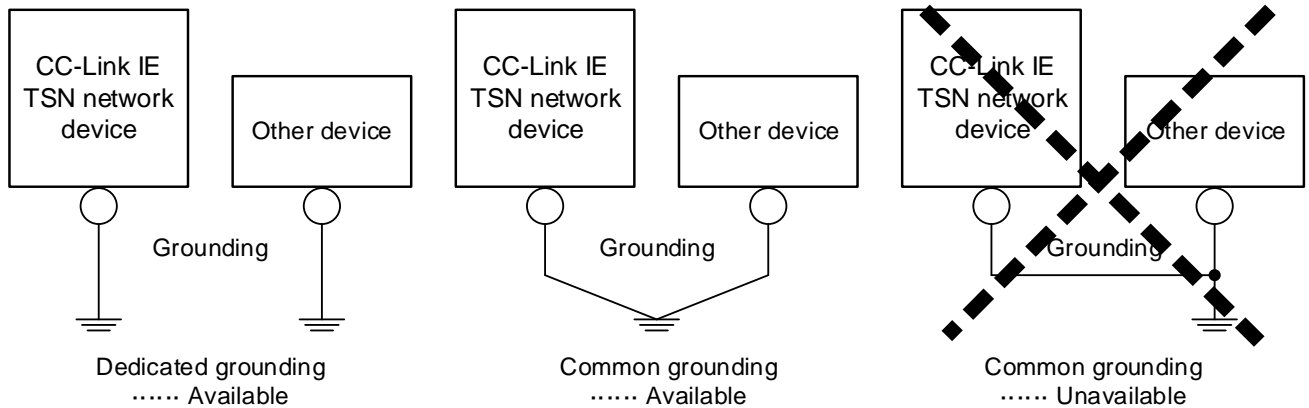 CC-Link IE
TSN network
device
Other device
Grounding
Dedicated grounding
······ Available
CC-Link IE
TSN network
device
Other device
Grounding
Common grounding
······ Available
CC-Link IE
TSN network
device
Other device
Grounding
Common grounding
······ Unavailable